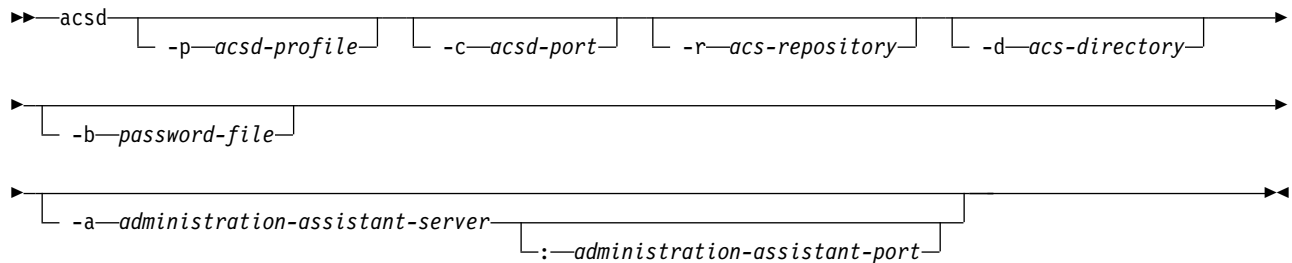 acsd
-p acsd-profile -c acsd-port -r acs-repository -d acs-directory
-b password-file
-a administration-assistant-server
: administration-assistant-port